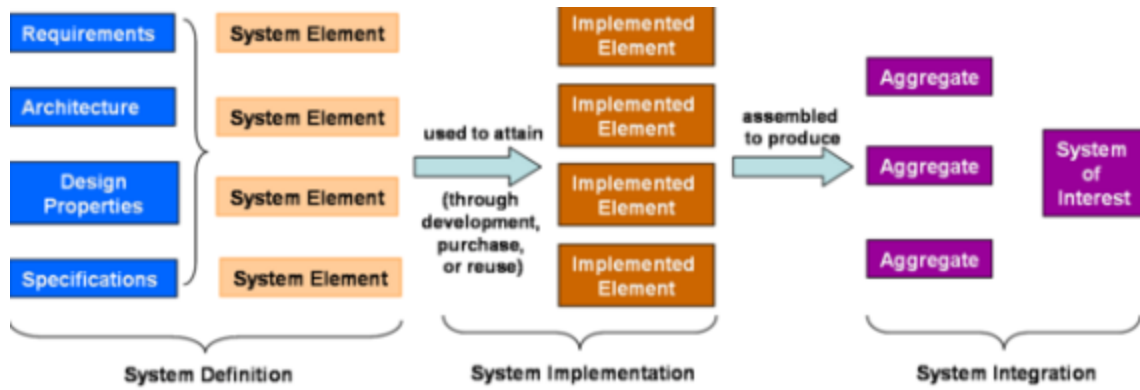 Requirements
Architecture
Design
Properties
Specifications
System Element
System Element
System Element
System Element
System Definition
used to attain
(through
development,
purchase,
or reuse)
Implemented
Element
Implemented
Element
Implemented
Element
Implemented
Element
System Implementation
assembled
to produce
Aggregate
Aggregate
Aggregate
System
of
Interest
System Integration